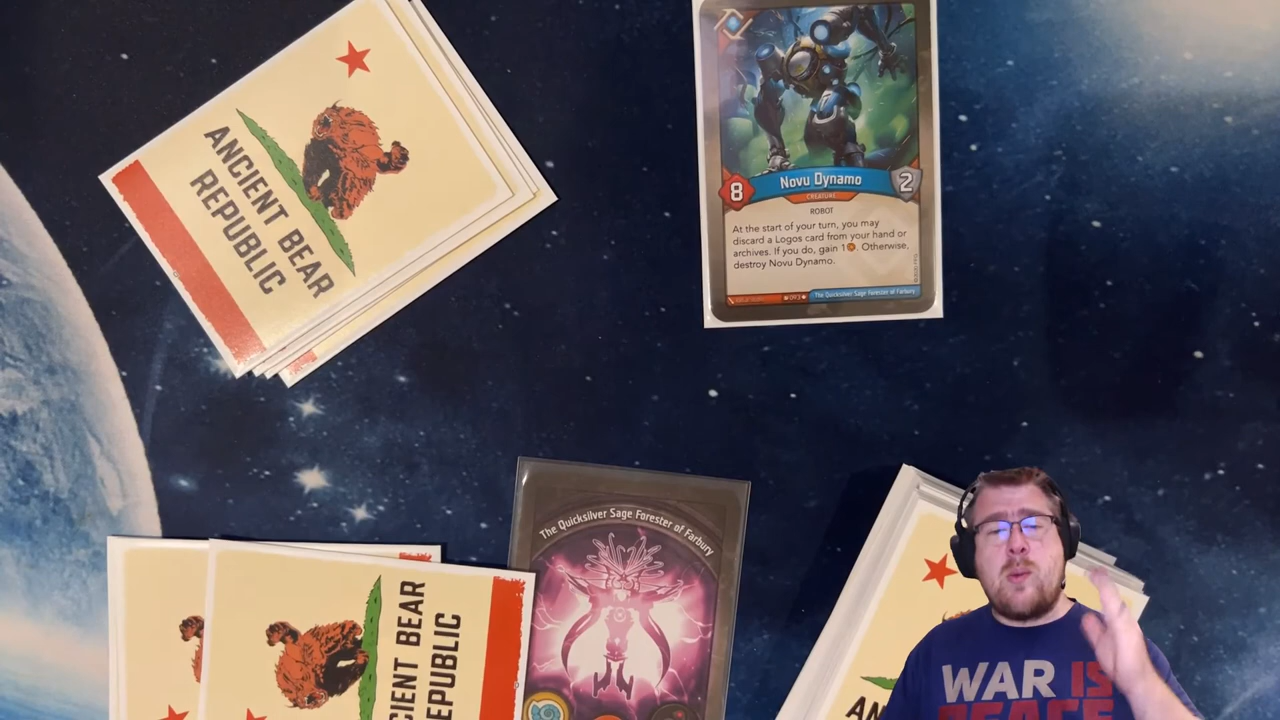 ANCIENT BEAR
REPUBLIC
8
Novu Dynamo
2
CREATURE
ROBOT
At the start of your turn, you may
discard a Logos card from your hand or
archives. If you do, gain 1 . Otherwise,
destroy Novu Dynamo.
093
The Quicksilver Sage Forester of Farbury
The Quicksilver Sage Forester of Farbury
CIENT BEAR
REPUBLIC
AN
WAR IS
PEACE